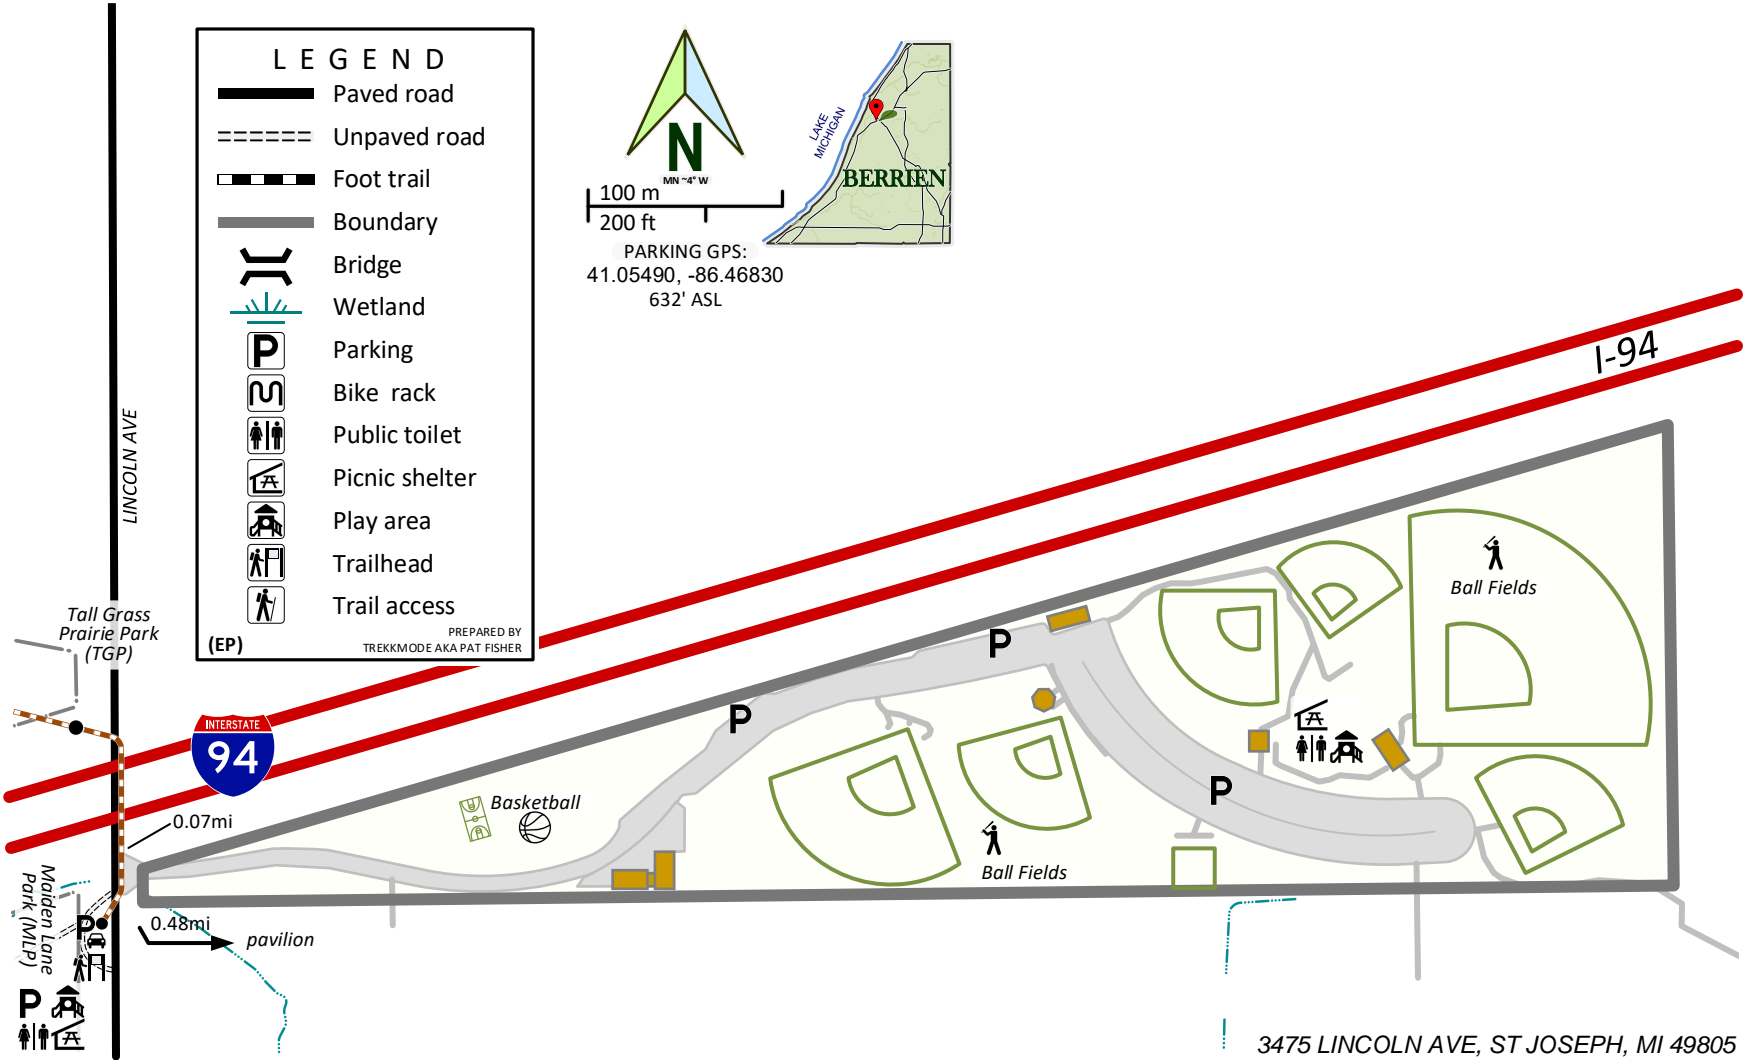 L E G E N D
Paved road
Unpaved road
Foot trail
Boundary
Bridge
Wetland
P Parking
Bike rack
Public toilet
Picnic shelter
Play area
Trailhead
Trail access
(EP)
PREPARED BY
TREKKMODE AKA PAT FISHER
N
MN ~4° W
100 m
200 ft
PARKING GPS:
41.05490, -86.46830
632' ASL
LAKE
MICHIGAN
BERRIEN
I-94
LINCOLN AVE
Tall Grass
Prairie Park
(TGP)
INTERSTATE
94
0.07mi
Maiden Lane
Park (MLP)
P
P
0.48mi
pavilion
Basketball
P
P
P
Ball Fields
Ball Fields
3475 LINCOLN AVE, ST JOSEPH, MI 49805